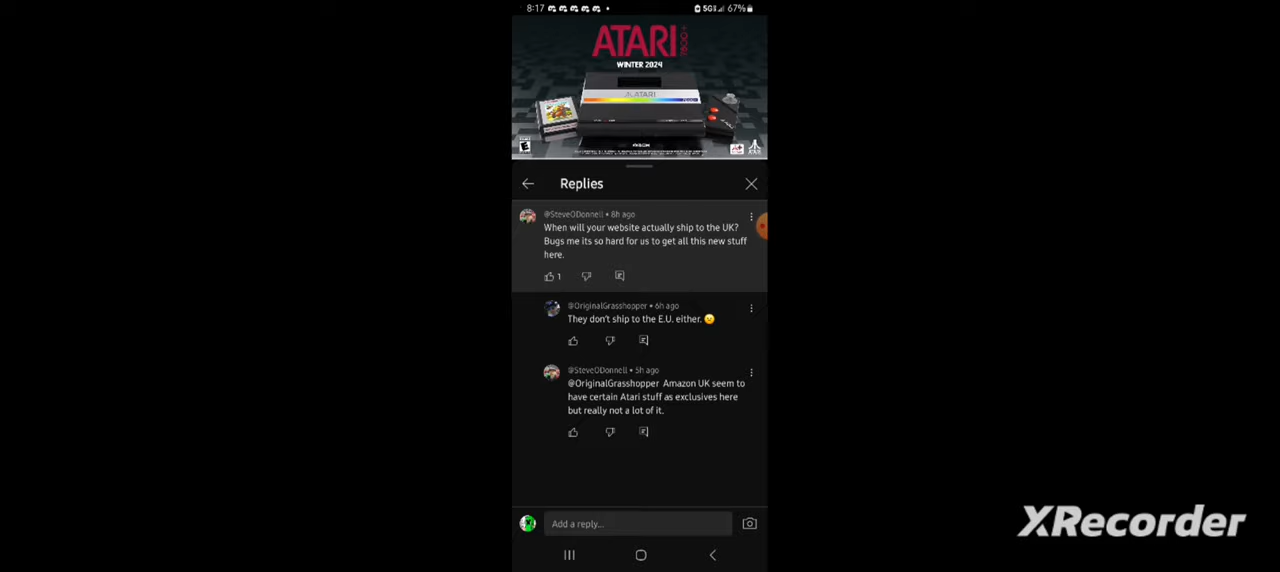 8:17
5G
67%
ATARI
7800+
WINTER 2024
ATARI
Replies
@SteveODonnell • 8h ago
When will your website actually ship to the UK?
Bugs me its so hard for us to get all this new stuff
here.
1
@OriginalGrasshopper • 6h ago
They don't ship to the E.U. either. 😐
@SteveODonnell • 5h ago
@OriginalGrasshopper Amazon UK seem to
have certain Atari stuff as exclusives here
but really not a lot of it.
Add a reply...
XRecorder